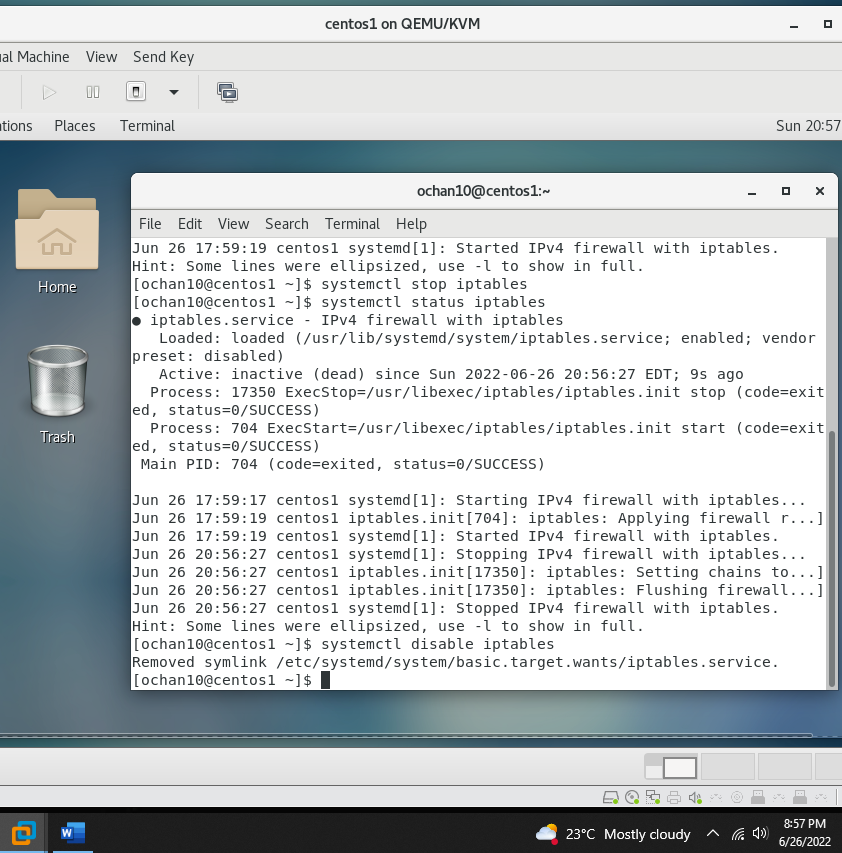 centos1 on QEMU/KVM
ual Machine View Send Key
ations Places Terminal Sun 20:57
Home
Trash
ochan10@centos1:~
File Edit View Search Terminal Help
Jun 26 17:59:19 centos1 systemd[1]: Started IPv4 firewall with iptables.
Hint: Some lines were ellipsized, use -l to show in full.
[ochan10@centos1 ~]$ systemctl stop iptables
[ochan10@centos1 ~]$ systemctl status iptables
● iptables.service - IPv4 firewall with iptables
   Loaded: loaded (/usr/lib/systemd/system/iptables.service; enabled; vendor
preset: disabled)
   Active: inactive (dead) since Sun 2022-06-26 20:56:27 EDT; 9s ago
  Process: 17350 ExecStop=/usr/libexec/iptables/iptables.init stop (code=exit
ed, status=0/SUCCESS)
  Process: 704 ExecStart=/usr/libexec/iptables/iptables.init start (code=exit
ed, status=0/SUCCESS)
 Main PID: 704 (code=exited, status=0/SUCCESS)
Jun 26 17:59:17 centos1 systemd[1]: Starting IPv4 firewall with iptables...
Jun 26 17:59:19 centos1 iptables.init[704]: iptables: Applying firewall r...]
Jun 26 17:59:19 centos1 systemd[1]: Started IPv4 firewall with iptables.
Jun 26 20:56:27 centos1 systemd[1]: Stopping IPv4 firewall with iptables...
Jun 26 20:56:27 centos1 iptables.init[17350]: iptables: Setting chains to...]
Jun 26 20:56:27 centos1 iptables.init[17350]: iptables: Flushing firewall...]
Jun 26 20:56:27 centos1 systemd[1]: Stopped IPv4 firewall with iptables.
Hint: Some lines were ellipsized, use -l to show in full.
[ochan10@centos1 ~]$ systemctl disable iptables
Removed symlink /etc/systemd/system/basic.target.wants/iptables.service.
[ochan10@centos1 ~]$
W
23°C Mostly cloudy
8:57 PM
6/26/2022